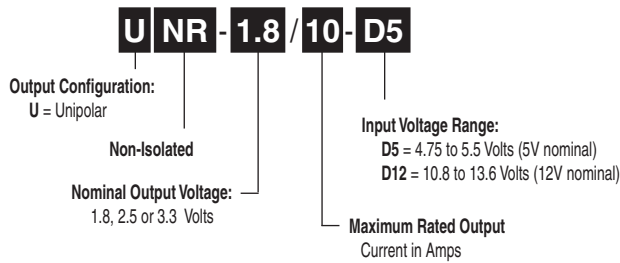 U NR - 1.8 / 10 - D5
Output Configuration:
U = Unipolar
Non-Isolated
Nominal Output Voltage:
1.8, 2.5 or 3.3 Volts
Input Voltage Range:
D5 = 4.75 to 5.5 Volts (5V nominal)
D12 = 10.8 to 13.6 Volts (12V nominal)
Maximum Rated Output
Current in Amps